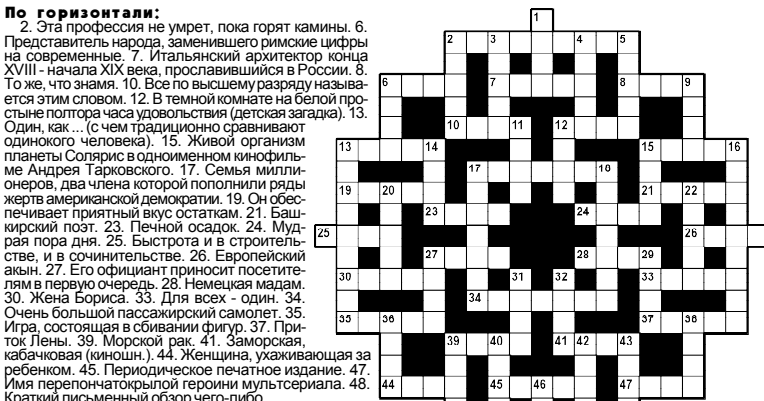 По горизонтали:
2. Эта профессия не умрет, пока горят камины. 6.
Представитель народа, заменившего римские цифры
на современные. 7. Итальянский архитектор конца
XVIII - начала XIX века, прославившийся в России. 8.
То же, что знамя. 10. Все по высшему разряду называ-
ется этим словом. 12. В темной комнате на белой про-
стыне полтора часа удовольствия (детская загадка). 13.
Один, как ... (с чем традиционно сравнивают
одинокого человека). 15. Живой организм
планеты Солярис в одноименном кинофиль-
ме Андрея Тарковского. 17. Семья милли-
онеров, два члена которой пополнили ряды
жертв американской демократии. 19. Он обес-
печивает приятный вкус остаткам. 21. Баш-
кирский поэт. 23. Печной осадок. 24. Муд-
рая пора дня. 25. Быстрота и в строитель-
стве, и в сочинительстве. 26. Европейский
акын. 27. Его официант приносит посетите-
лям в первую очередь. 28. Немецкая мадам.
30. Жена Бориса. 33. Для всех - один. 34.
Очень большой пассажирский самолет. 35.
Игра, состоящая в сбивании фигур. 37. При-
ток Лены. 39. Морской рак. 41. Заморская,
кабачковая (киношн.). 44. Женщина, ухаживающая за
ребенком. 45. Периодическое печатное издание. 47.
Имя перепончатокрылой героини мультсериала. 48.
Краткий письменный обзор чего-либо.
1
2 3 4 5
6 7 8 9
10 11 12
13 14 15 16
17 18
19 20 21 22
23 24
25 26
27 28 29
30 31 32 33
34
35 36 37 38
39 40 41 42 43
44 45 46 47